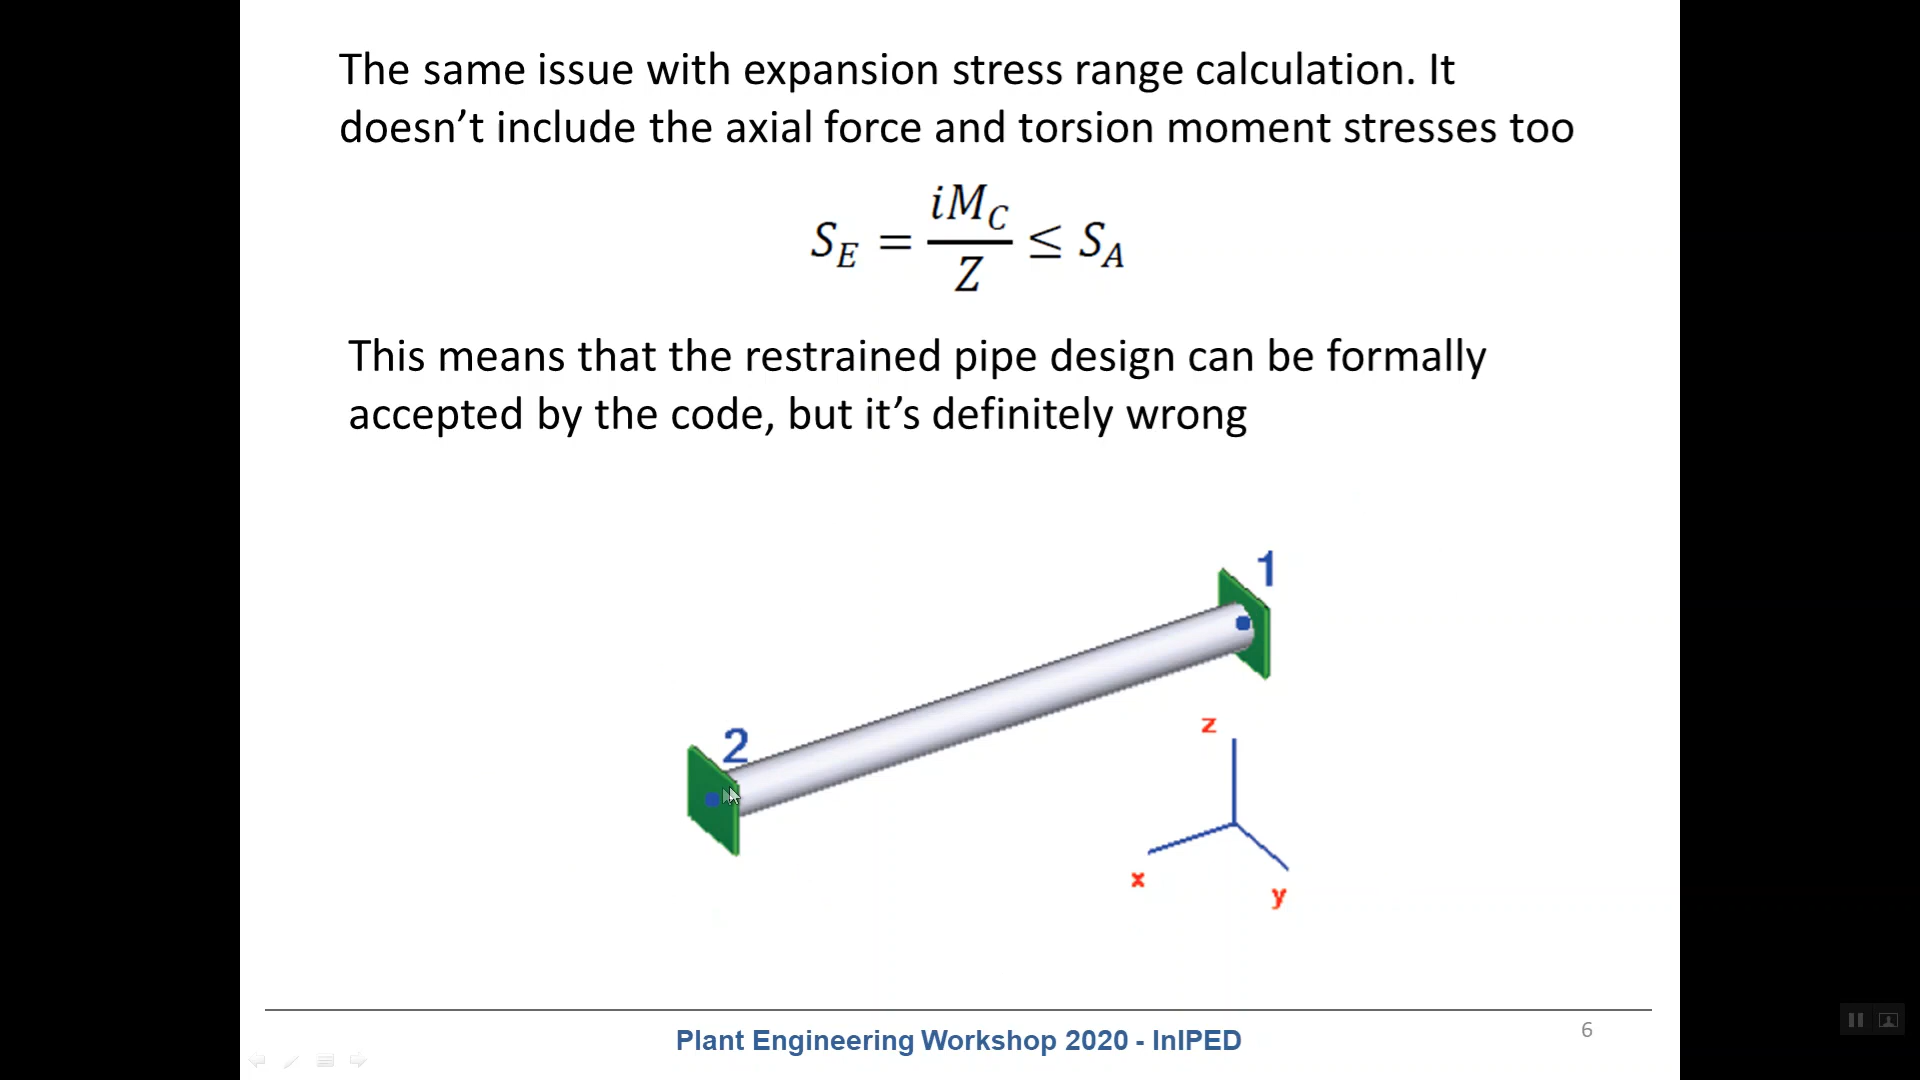 The same issue with expansion stress range calculation. It
doesn’t include the axial force and torsion moment stresses too
S_E = iM_C / Z ≤ S_A
This means that the restrained pipe design can be formally
accepted by the code, but it’s definitely wrong
1
2
z
x
y
Plant Engineering Workshop 2020 - InIPED
6